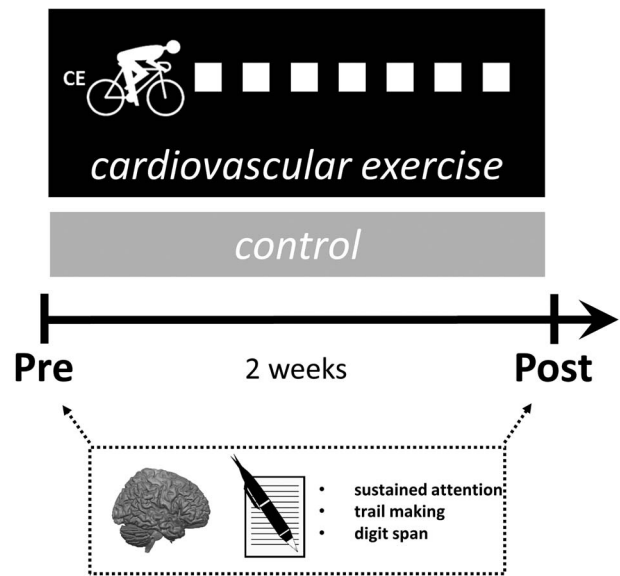 CE
cardiovascular exercise
control
Pre
2 weeks
Post
• sustained attention
• trail making
• digit span